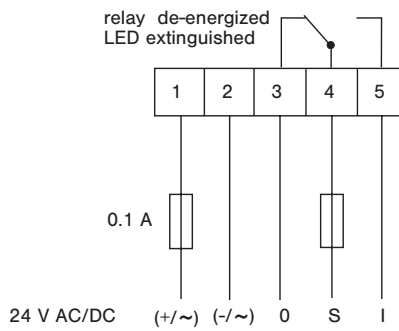 relay de-energized
LED extinguished
1 2 3 4 5
0.1 A
24 V AC/DC (+/~) (-/~) 0 S I